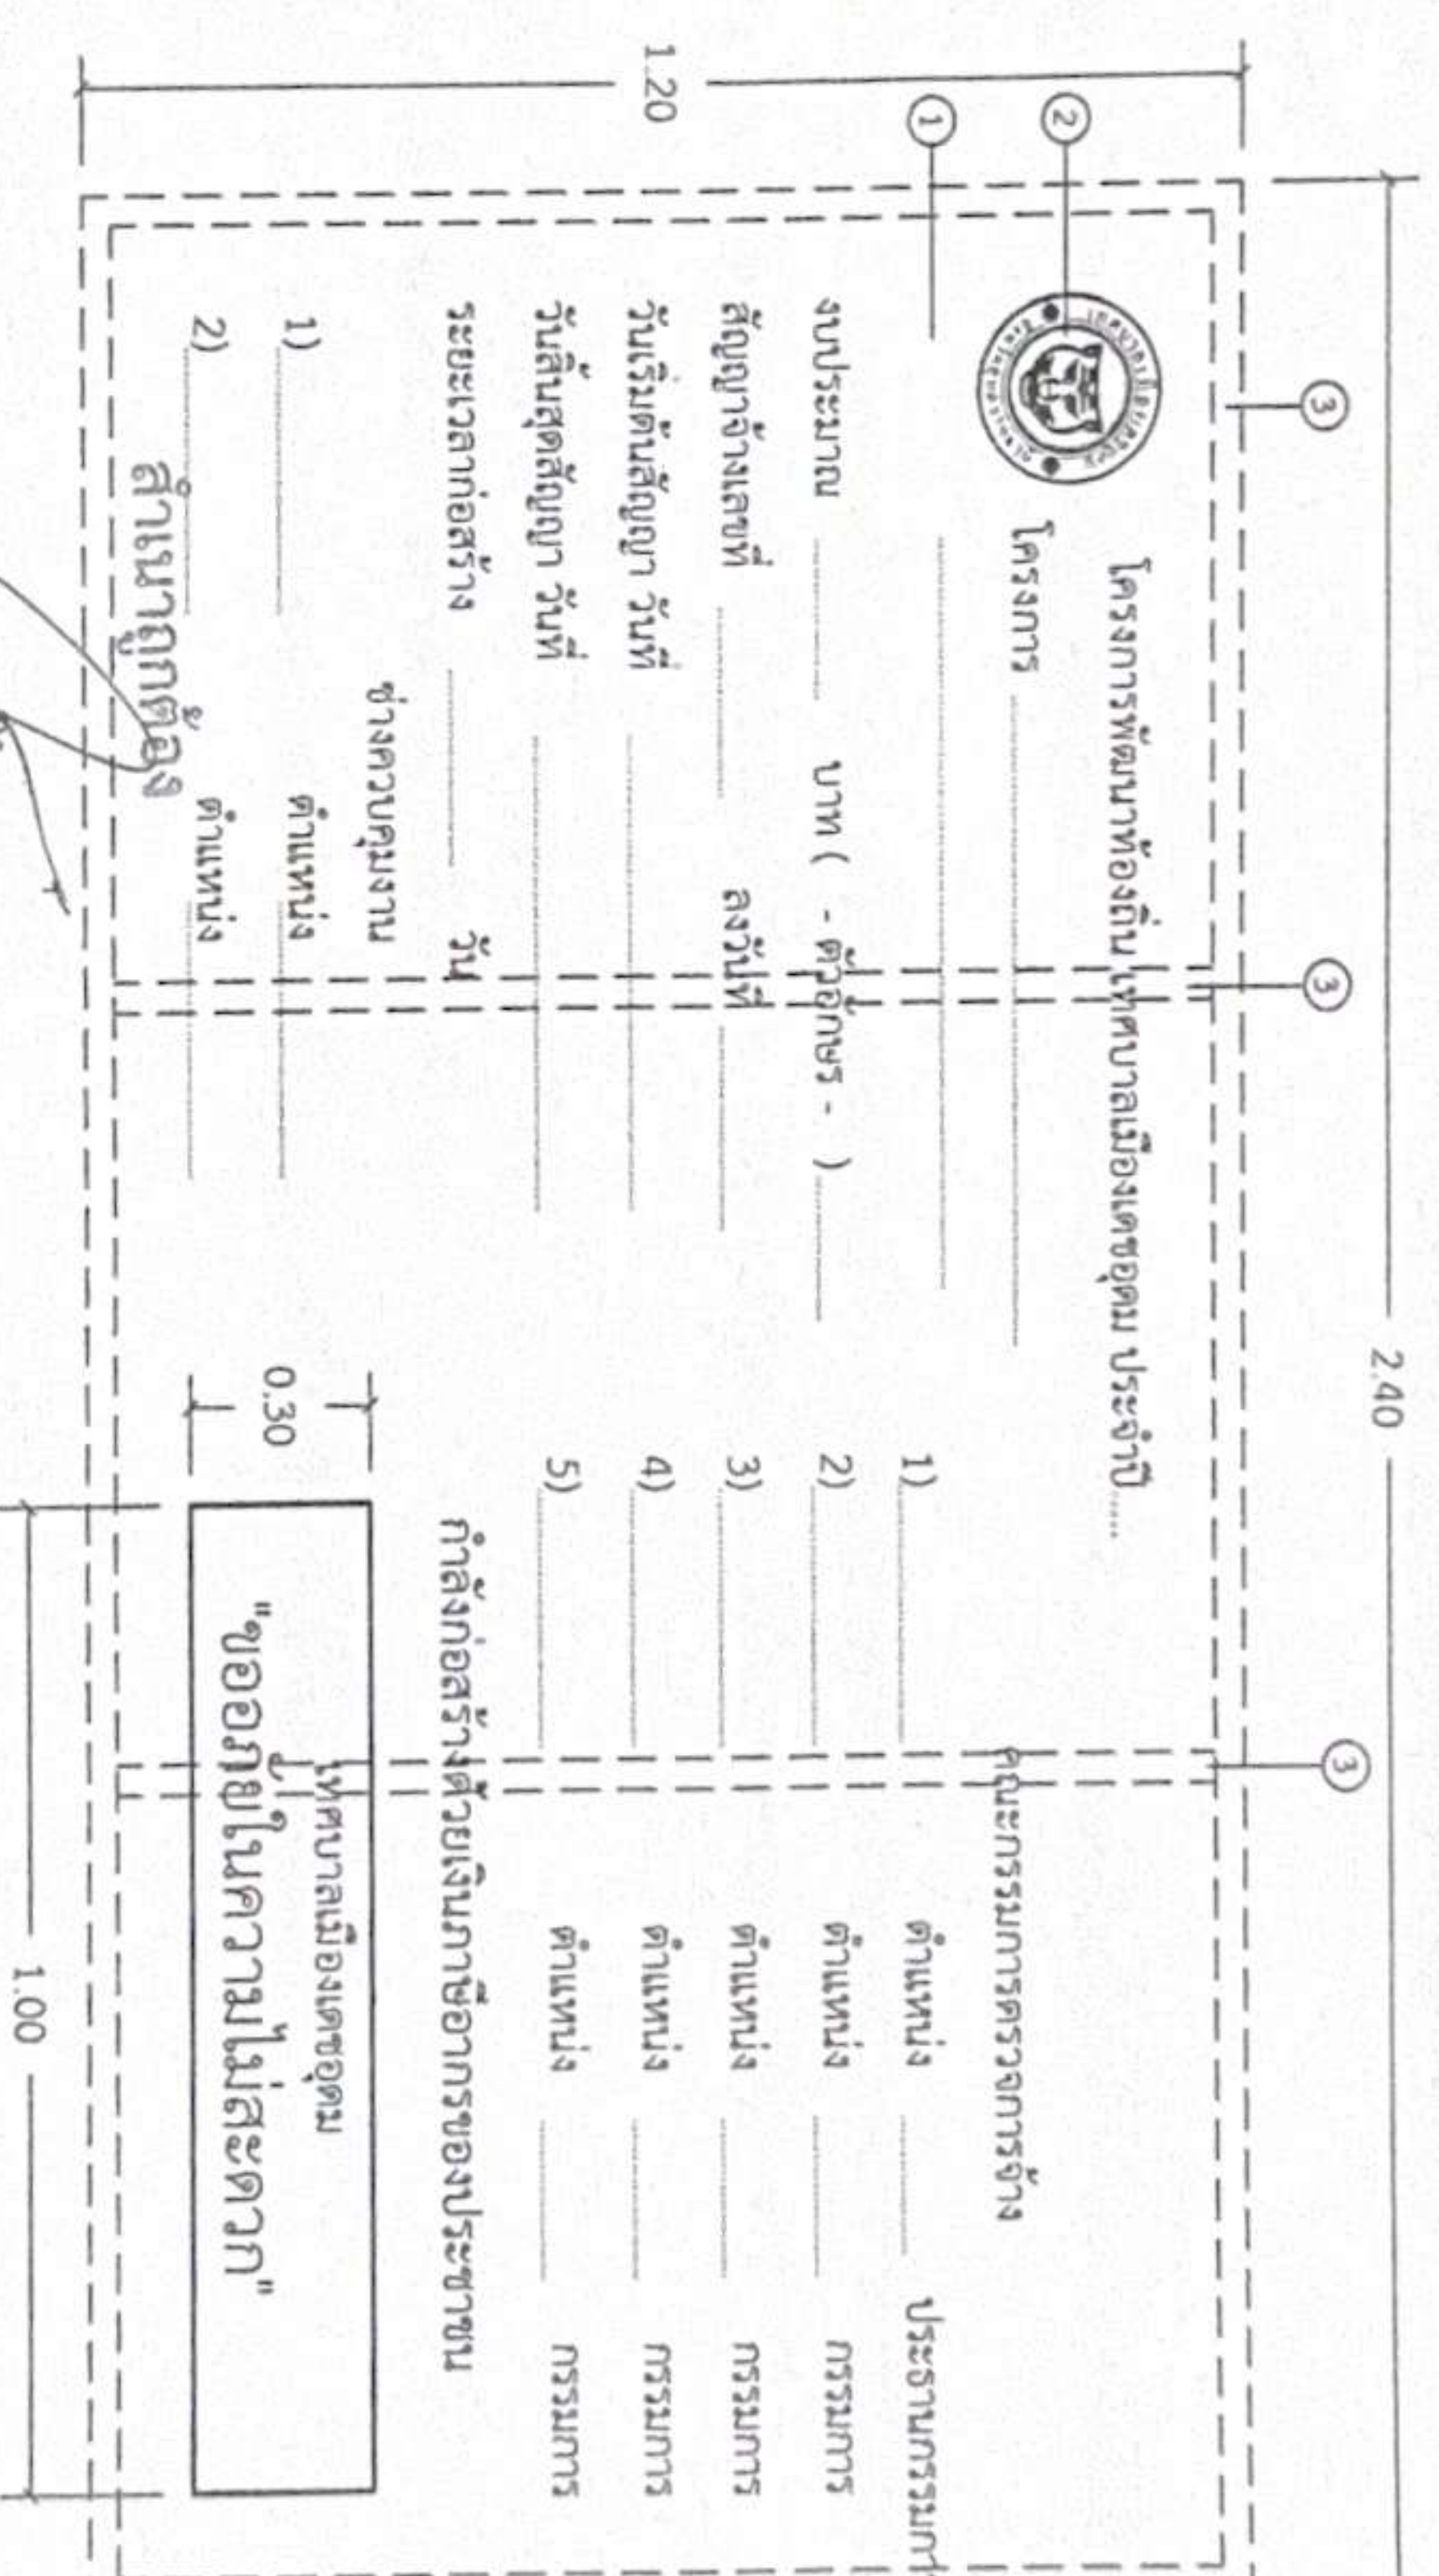 2.40
3
3
3
2
1
1.20
โครงการพัฒนาท้องถิ่น เทศบาลเมืองเดชอุดม ประจำปี......
โครงการ
คณะกรรมการตรวจการจ้าง
1) ตำแหน่ง ประธานกรรมกา
งบประมาณ บาท ( - ตัวอักษร - )
2) ตำแหน่ง กรรมการ
สัญญาจ้างเลขที่ ลงวันที่
3) ตำแหน่ง กรรมการ
วันเริ่มต้นสัญญา วันที่
4) ตำแหน่ง กรรมการ
วันสิ้นสุดสัญญา วันที่
5) ตำแหน่ง กรรมการ
ระยะเวลาก่อสร้าง วัน
กำลังก่อสร้างด้วยเงินภาษีอากรของประชาชน
ช่างควบคุมงาน
1) ตำแหน่ง
2) ตำแหน่ง
0.30
เทศบาลเมืองเดชอุดม
"ขออภัยในความไม่สะดวก"
สำเนาถูกต้อง
1.00